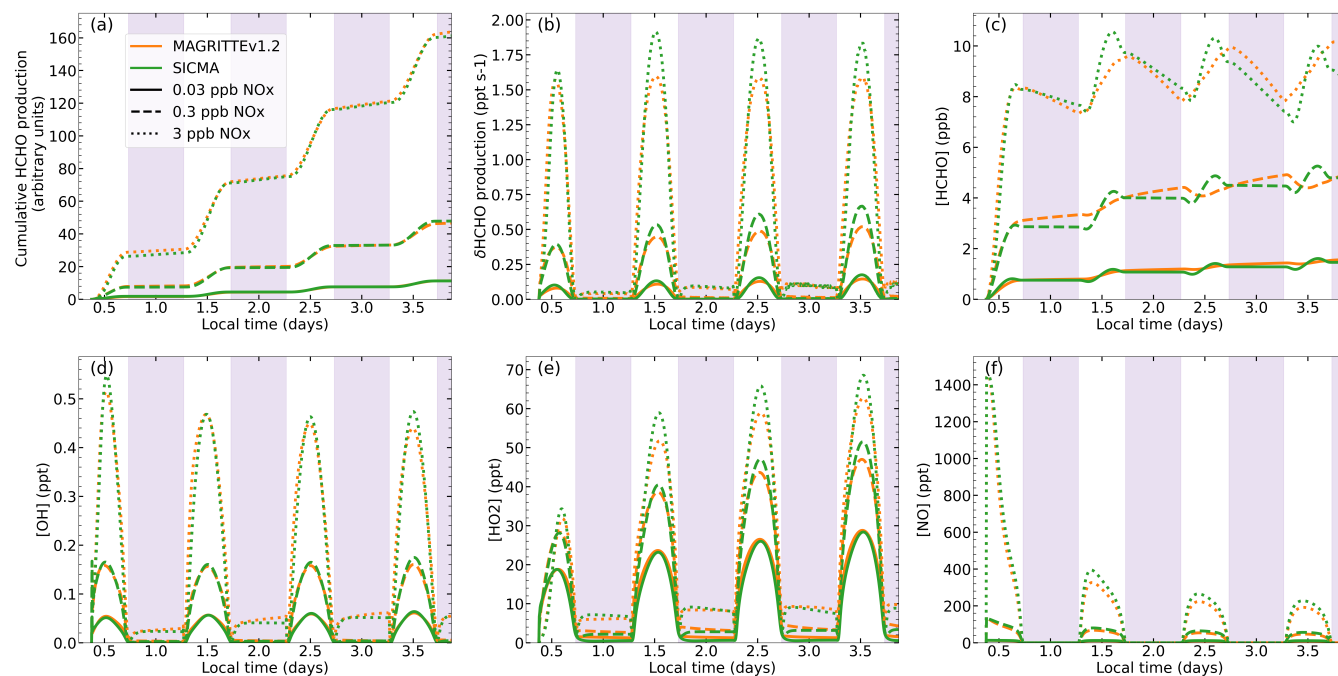 (a)
MAGRITTEv1.2
SICMA
0.03 ppb NOx
0.3 ppb NOx
3 ppb NOx
Cumulative HCHO production
(arbitrary units)
0
20
40
60
80
100
120
140
160
0.5 1.0 1.5 2.0 2.5 3.0 3.5
Local time (days)
(b)
δHCHO production (ppt s-1)
0.00
0.25
0.50
0.75
1.00
1.25
1.50
1.75
2.00
0.5 1.0 1.5 2.0 2.5 3.0 3.5
Local time (days)
(c)
[HCHO] (ppb)
0
2
4
6
8
10
0.5 1.0 1.5 2.0 2.5 3.0 3.5
Local time (days)
(d)
[OH] (ppt)
0.0
0.1
0.2
0.3
0.4
0.5
0.5 1.0 1.5 2.0 2.5 3.0 3.5
Local time (days)
(e)
[HO2] (ppt)
0
10
20
30
40
50
60
70
0.5 1.0 1.5 2.0 2.5 3.0 3.5
Local time (days)
(f)
[NO] (ppt)
0
200
400
600
800
1000
1200
1400
0.5 1.0 1.5 2.0 2.5 3.0 3.5
Local time (days)